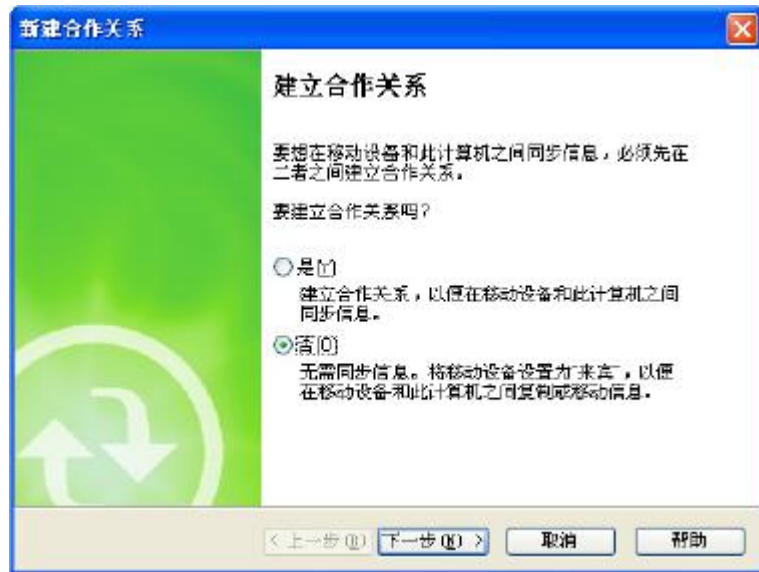 新建合作关系
建立合作关系
要想在移动设备和此计算机之间同步信息，必须先在
二者之间建立合作关系。
要建立合作关系吗？
是(Y)
建立合作关系，以便在移动设备和此计算机之间
同步信息。
否(O)
无需同步信息。将移动设备设置为"来宾"，以便
在移动设备和此计算机之间复制或移动信息。
< 上一步(B)
下一步(N) >
取消
帮助